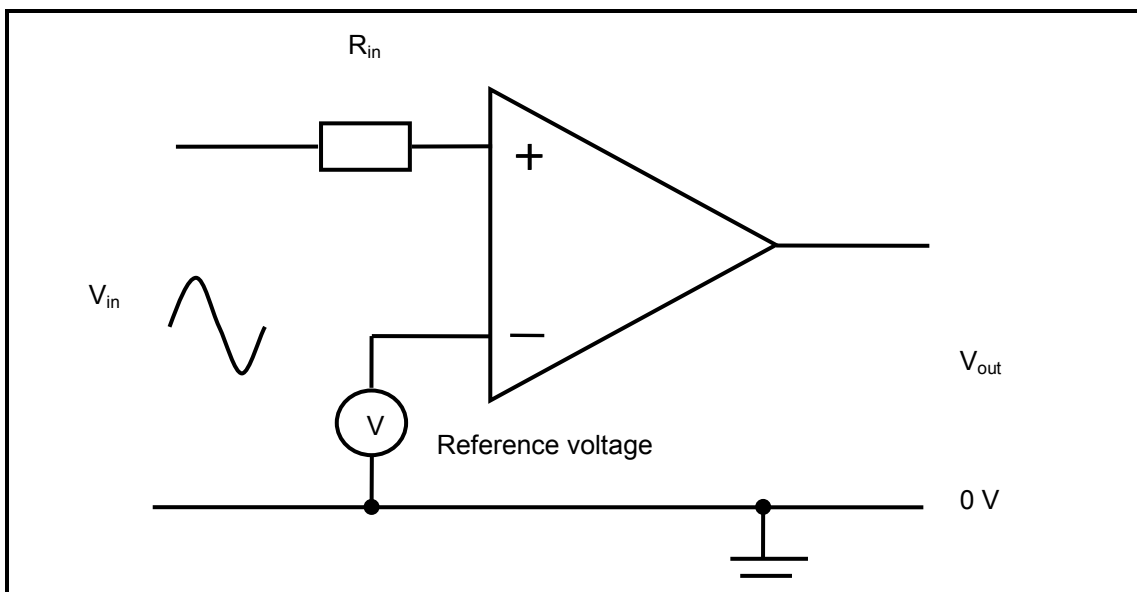 R_in
+
V_in
−
V_out
V
Reference voltage
0 V